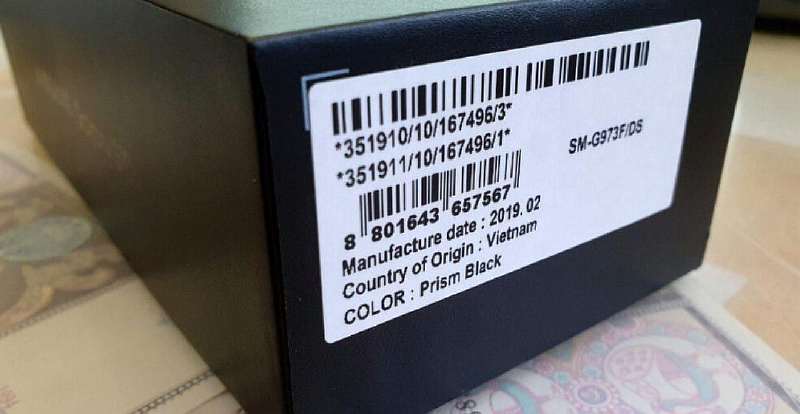 *351910/10/167496/3*
*351911/10/167496/1*
SM-G973F/DS
8 801643 657567
Manufacture date : 2019. 02
Country of Origin : Vietnam
COLOR : Prism Black